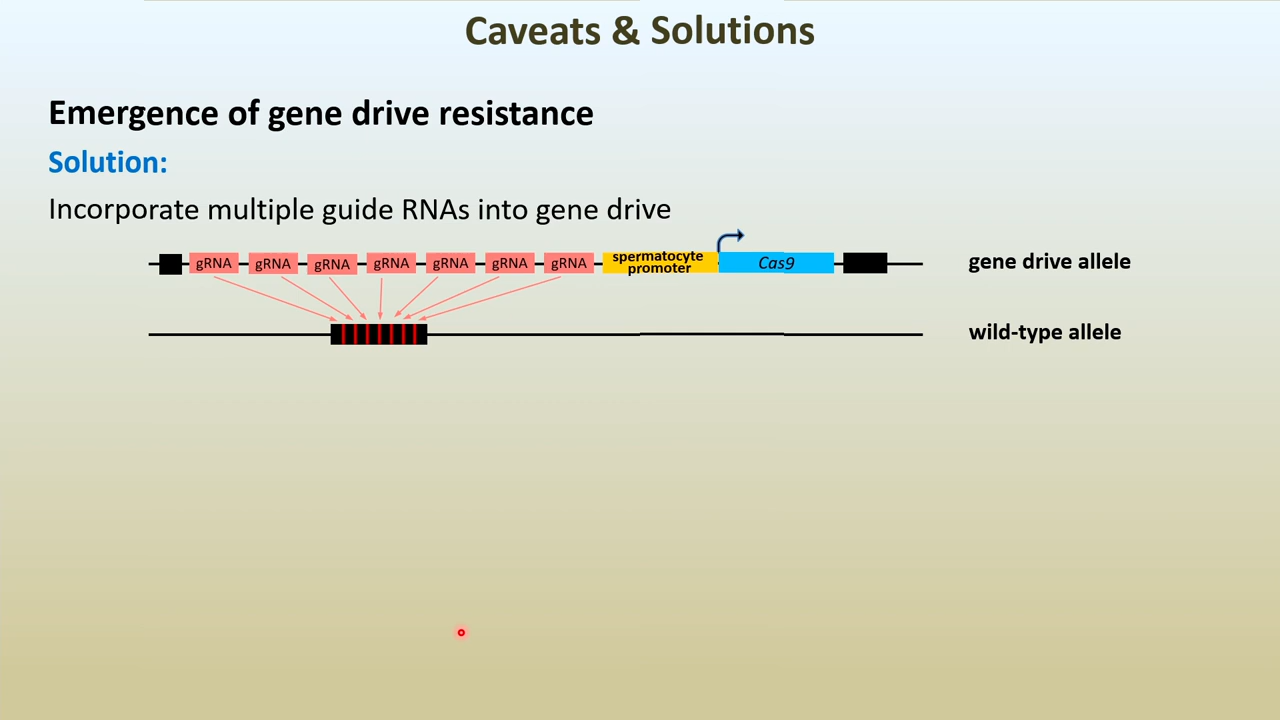 Caveats & Solutions
Emergence of gene drive resistance
Solution:
Incorporate multiple guide RNAs into gene drive
gRNA gRNA gRNA gRNA gRNA gRNA gRNA spermatocyte promoter Cas9 gene drive allele
wild-type allele